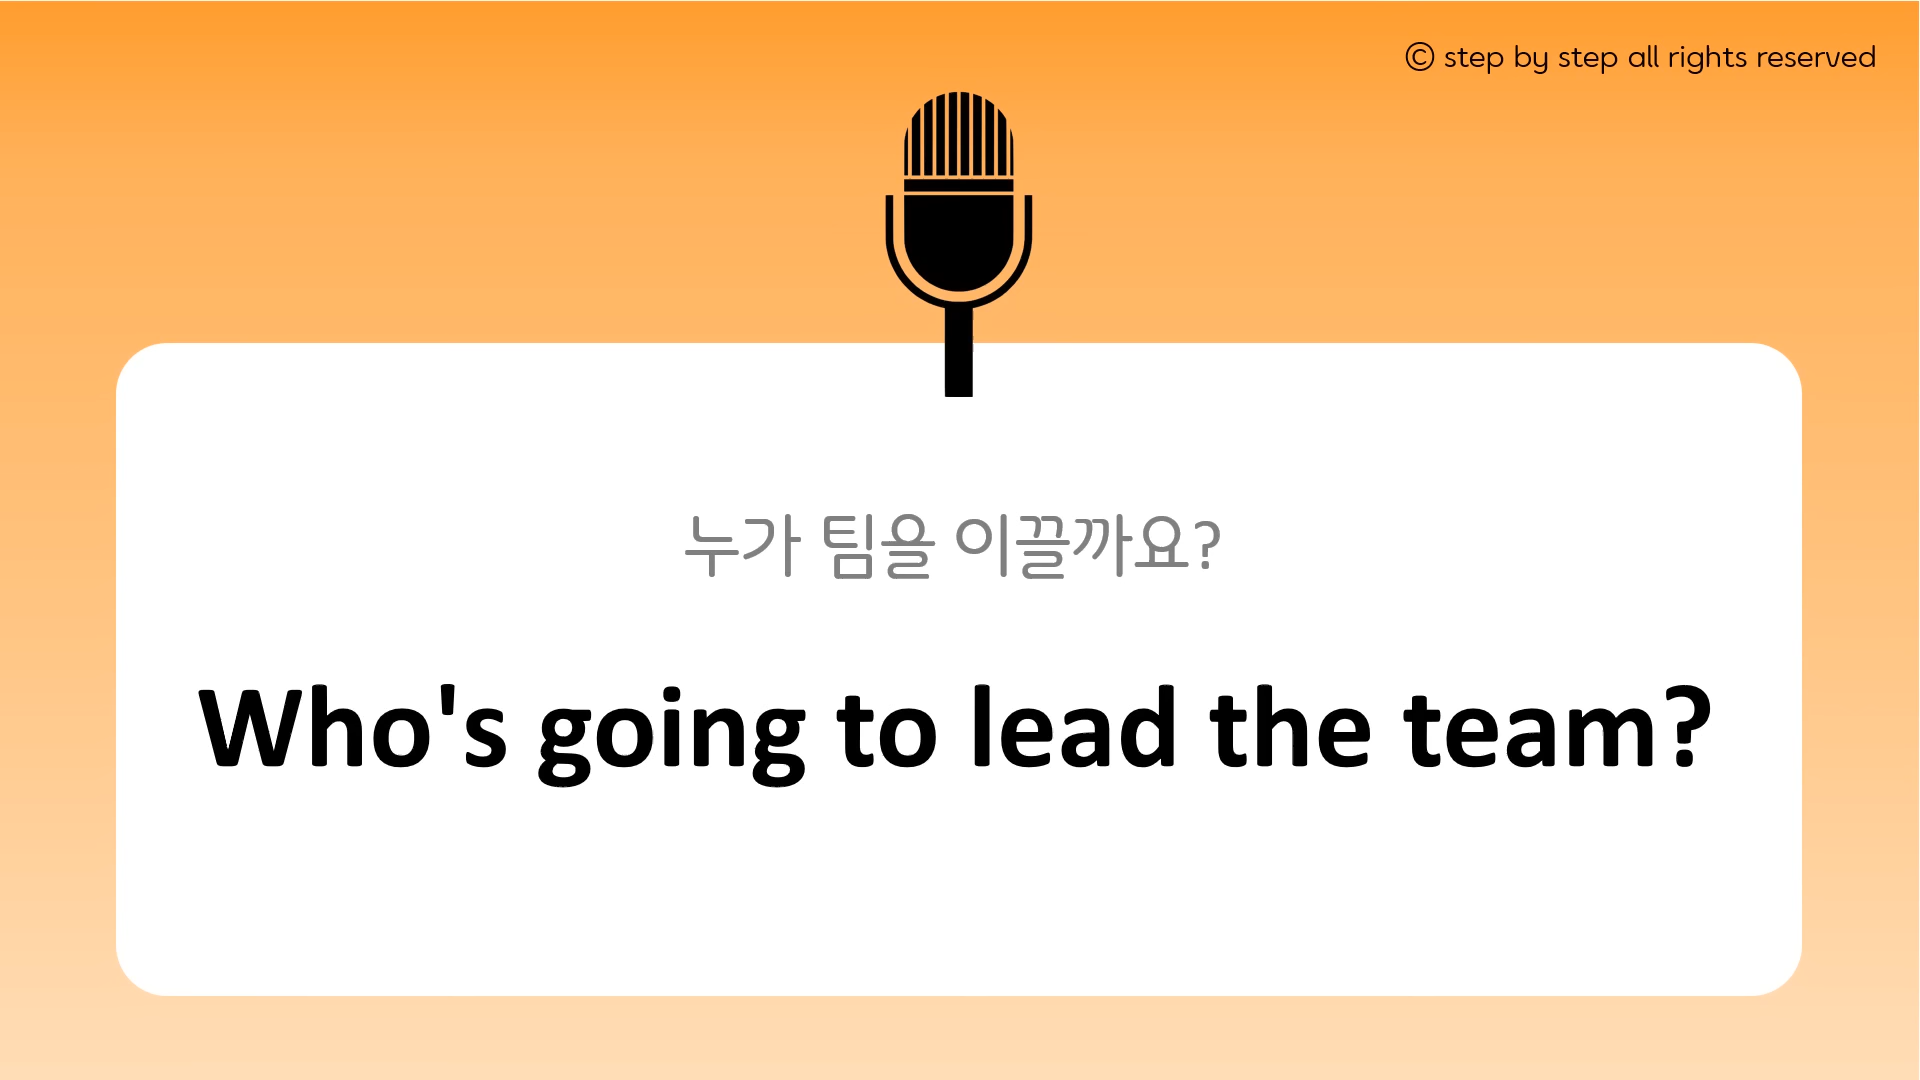 © step by step all rights reserved
누가 팀을 이끌까요?
Who's going to lead the team?